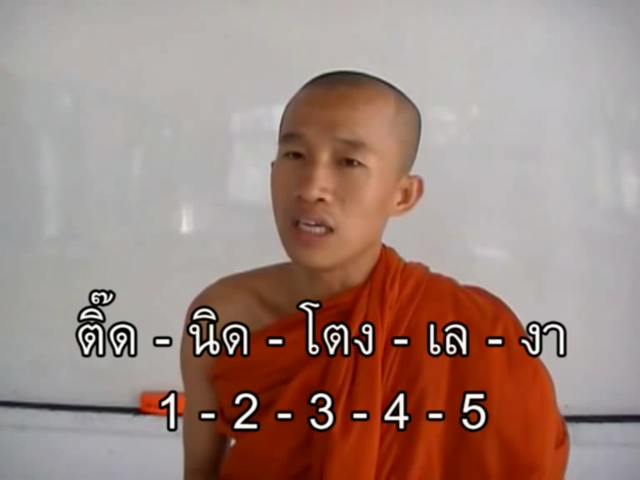 ติ๊ด - นิด - โตง - เล - งา
1 - 2 - 3 - 4 - 5